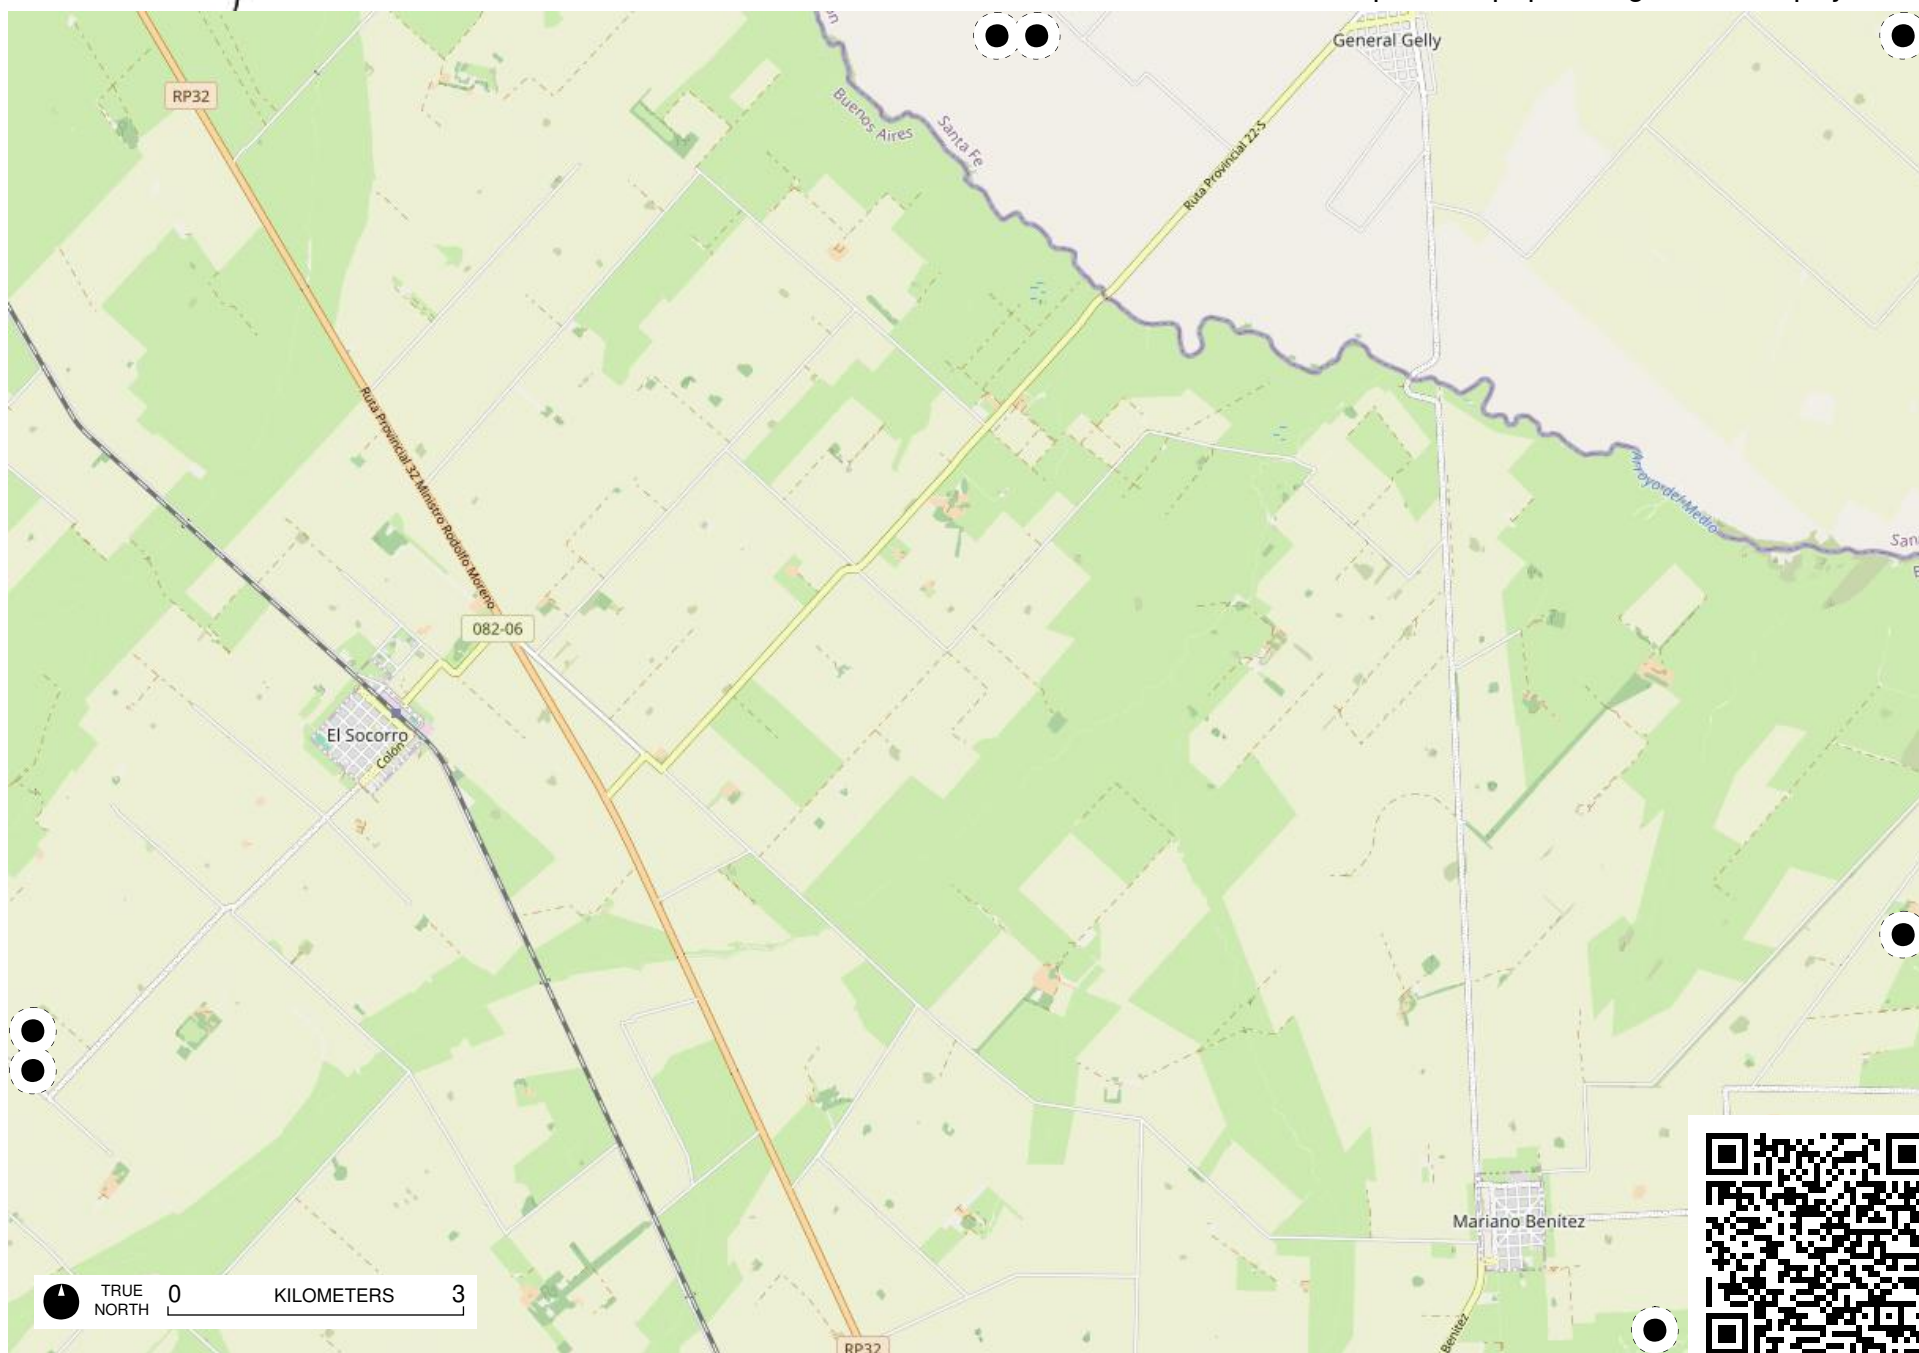 General Gelly
RP32
Buenos Aires
Santa Fe
Ruta Provincial 22-S
Ruta Provincial 32 Ministro Rodolfo Moreno
Arroyo del Medio
082-06
El Socorro
Colón
Mariano Benítez
TRUE
NORTH
0 KILOMETERS 3
RP32
Benítez